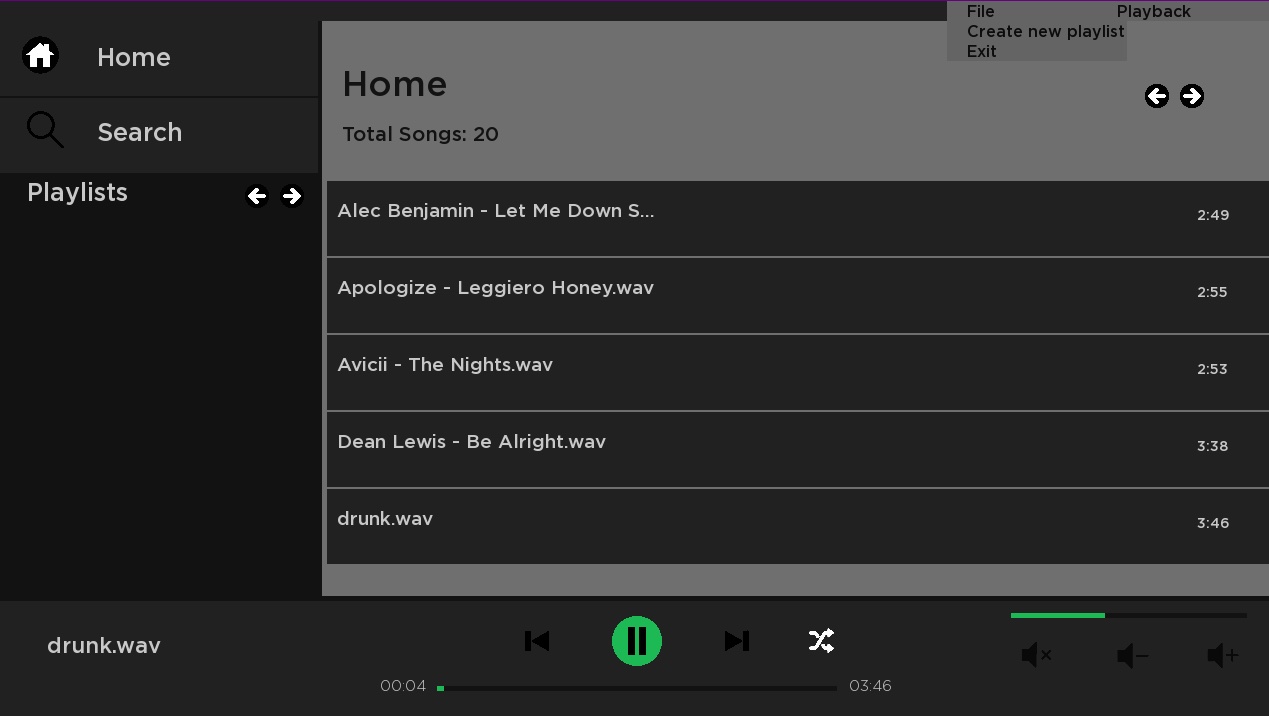 File Playback
Create new playlist
Exit
Home
Search
Playlists
Home
Total Songs: 20
Alec Benjamin - Let Me Down S... 2:49
Apologize - Leggiero Honey.wav 2:55
Avicii - The Nights.wav 2:53
Dean Lewis - Be Alright.wav 3:38
drunk.wav 3:46
drunk.wav
00:04 03:46